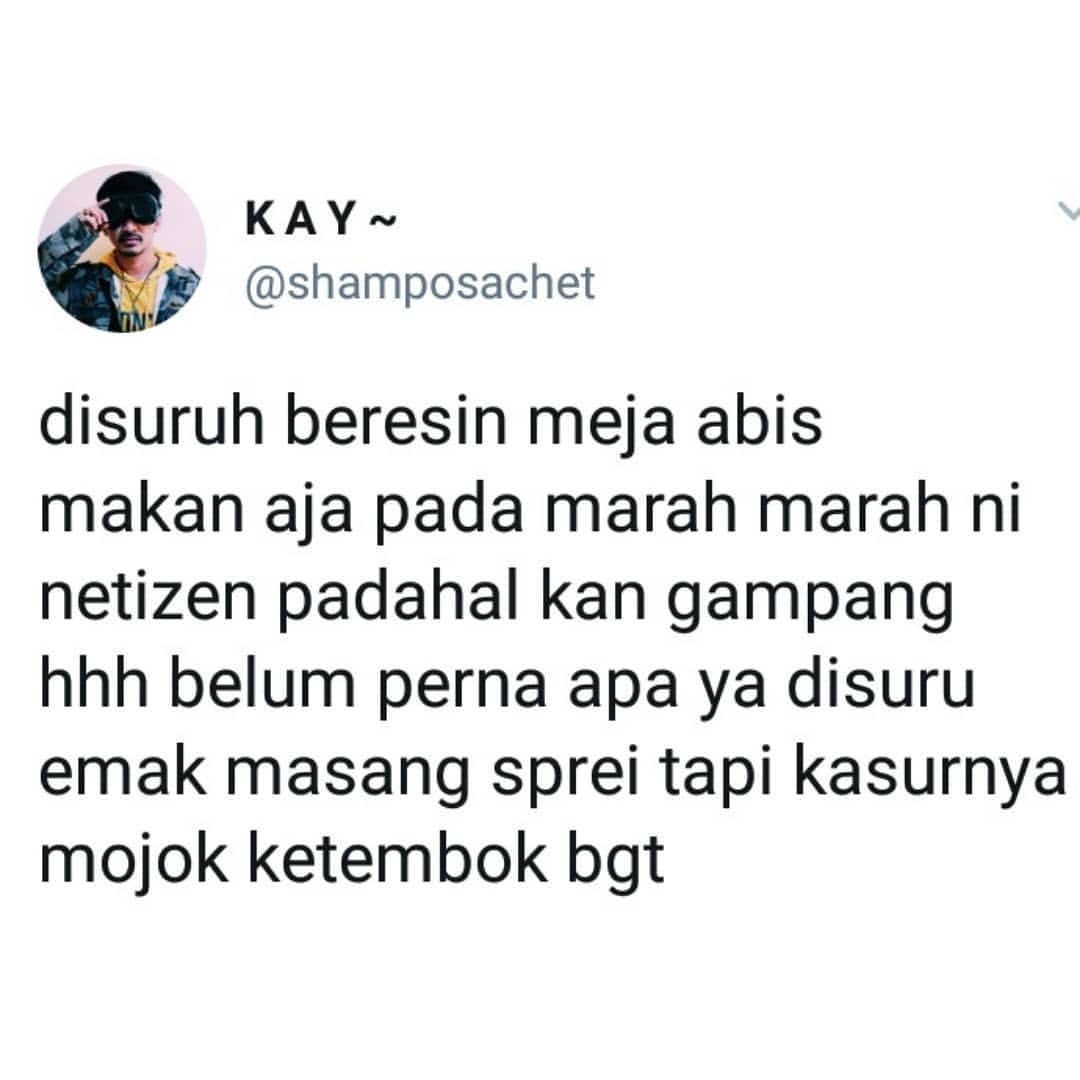 K A Y ~
@shamposachet
disuruh beresin meja abis
makan aja pada marah marah ni
netizen padahal kan gampang
hhh belum perna apa ya disuru
emak masang sprei tapi kasurnya
mojok ketembok bgt